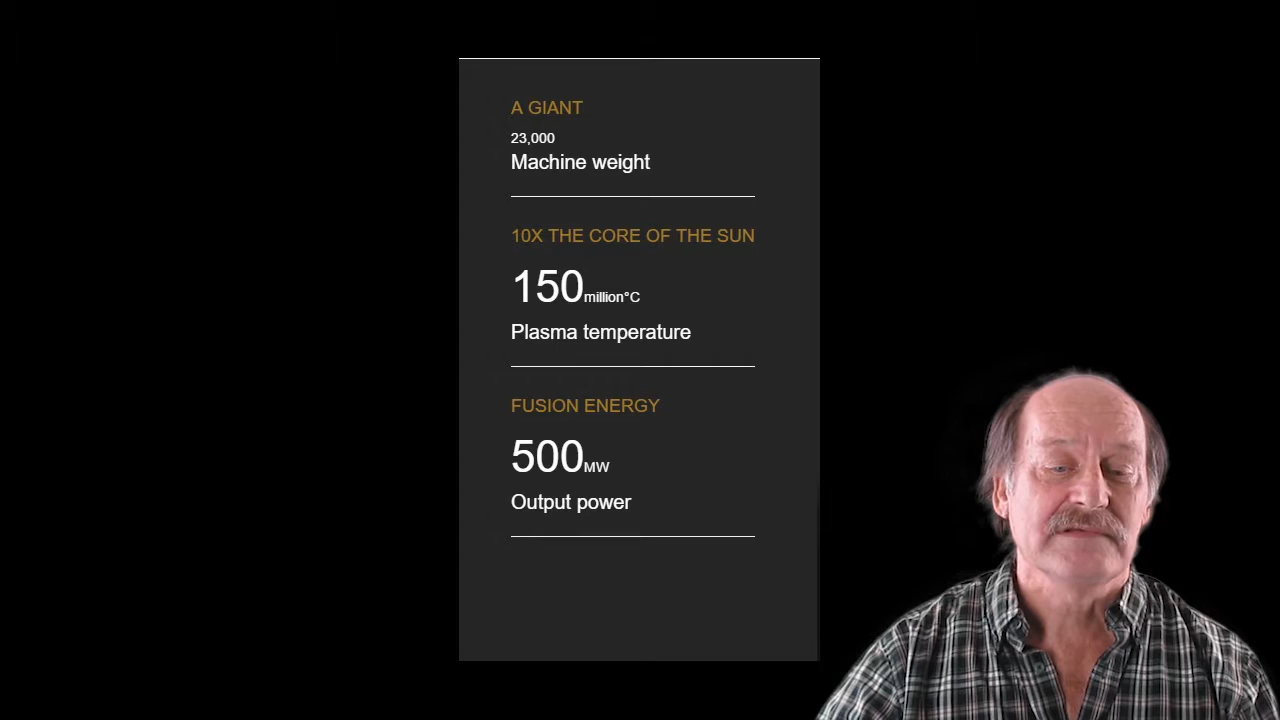 A GIANT
23,000
Machine weight
10X THE CORE OF THE SUN
150million°C
Plasma temperature
FUSION ENERGY
500MW
Output power